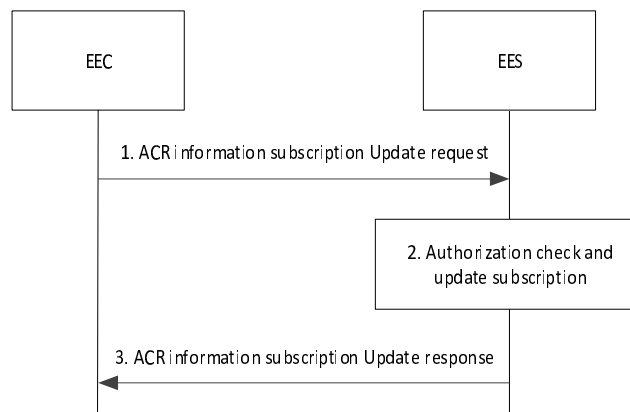 EEC
EES
1. ACR information subscription Update request
2. Authorization check and
update subscription
3. ACR information subscription Update response